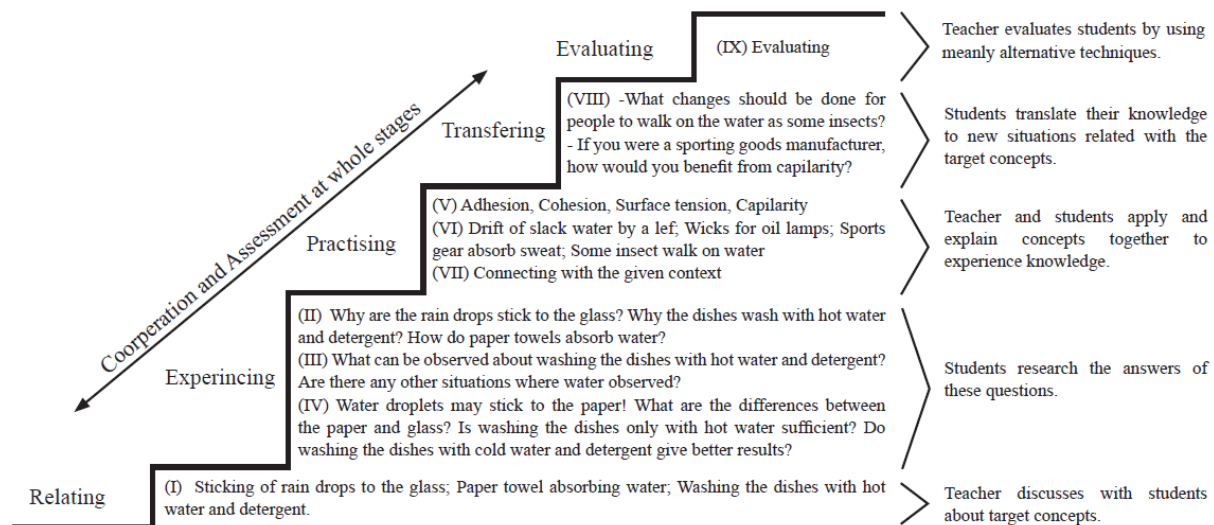 Evaluating
(IX) Evaluating
Teacher evaluates students by using
meanly alternative techniques.
Transfering
(VIII) -What changes should be done for
people to walk on the water as some insects?
- If you were a sporting goods manufacturer,
how would you benefit from capilarity?
Students translate their knowledge
to new situations related with the
target concepts.
Coorperation and Assessment at whole stages
Practising
(V) Adhesion, Cohesion, Surface tension, Capilarity
(VI) Drift of slack water by a lef; Wicks for oil lamps; Sports
gear absorb sweat; Some insect walk on water
(VII) Connecting with the given context
Teacher and students apply and
explain concepts together to
experience knowledge.
Experincing
(II) Why are the rain drops stick to the glass? Why the dishes wash with hot water
and detergent? How do paper towels absorb water?
(III) What can be observed about washing the dishes with hot water and detergent?
Are there any other situations where water observed?
(IV) Water droplets may stick to the paper! What are the differences between
the paper and glass? Is washing the dishes only with hot water sufficient? Do
washing the dishes with cold water and detergent give better results?
Students research the answers of
these questions.
Relating
(I) Sticking of rain drops to the glass; Paper towel absorbing water; Washing the dishes with hot
water and detergent.
Teacher discusses with students
about target concepts.